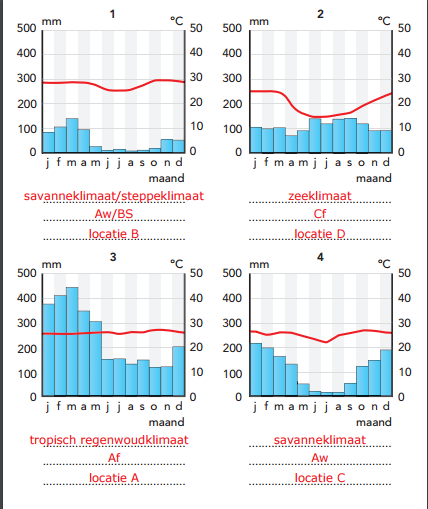 1
mm °C
500 50
400 40
300 30
200 20
100 10
0 0
j f m a m j j a s o n d
maand
savanneklimaat/steppeklimaat
Aw/BS
locatie B
2
mm °C
500 50
400 40
300 30
200 20
100 10
0 0
j f m a m j j a s o n d
maand
zeeklimaat
Cf
locatie D
3
mm °C
500 50
400 40
300 30
200 20
100 10
0 0
j f m a m j j a s o n d
maand
tropisch regenwoudklimaat
Af
locatie A
4
mm °C
500 50
400 40
300 30
200 20
100 10
0 0
j f m a m j j a s o n d
maand
savanneklimaat
Aw
locatie C